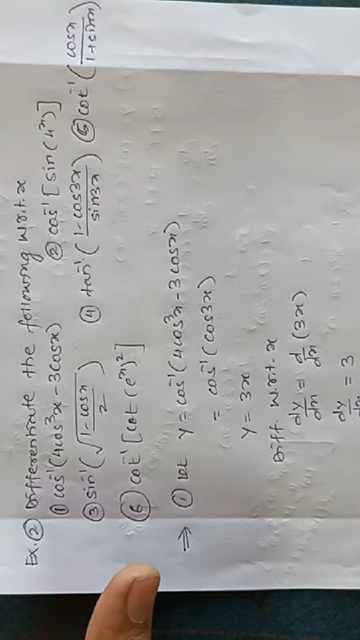 Ex. ② Differentiate the following w.r.t. x
① cos⁻¹(4cos³x - 3cosx) ② cos⁻¹[sin(4ˣ)]
③ sin⁻¹(√((1-cosx)/2)) ④ tan⁻¹((1-cos3x)/(sin3x)) ⑤ cot⁻¹((cosx)/(1+sinx))
⑥ cot⁻¹[cot(eˣ)²]
⇒ ① let y = cos⁻¹(4cos³x - 3cosx)
= cos⁻¹(cos3x)
y = 3x
Diff w.r.t. x
dy/dx = d/dx (3x)
dy/dx = 3